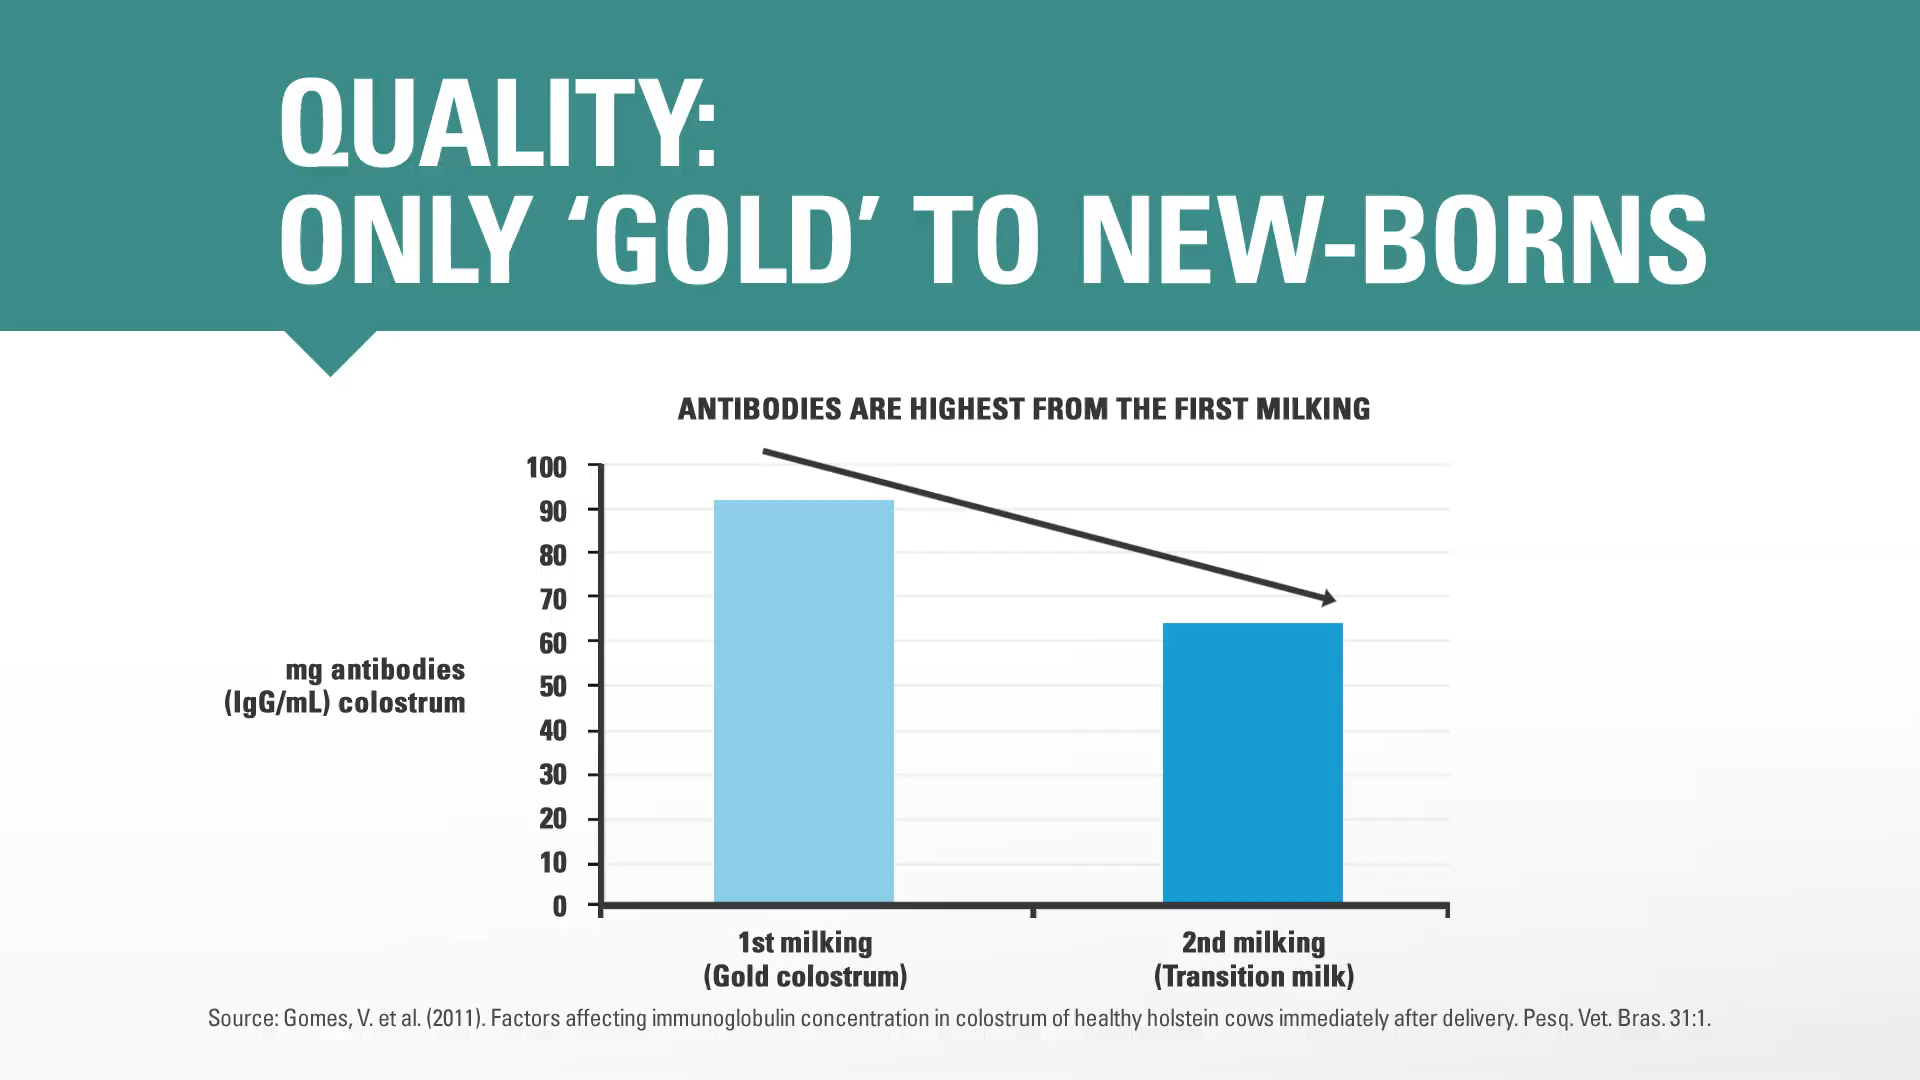 QUALITY:
ONLY ‘GOLD’ TO NEW-BORNS
ANTIBODIES ARE HIGHEST FROM THE FIRST MILKING
100
90
80
70
60
50
40
30
20
10
0
mg antibodies
(IgG/mL) colostrum
1st milking
(Gold colostrum)
2nd milking
(Transition milk)
Source: Gomes, V. et al. (2011). Factors affecting immunoglobulin concentration in colostrum of healthy holstein cows immediately after delivery. Pesq. Vet. Bras. 31:1.